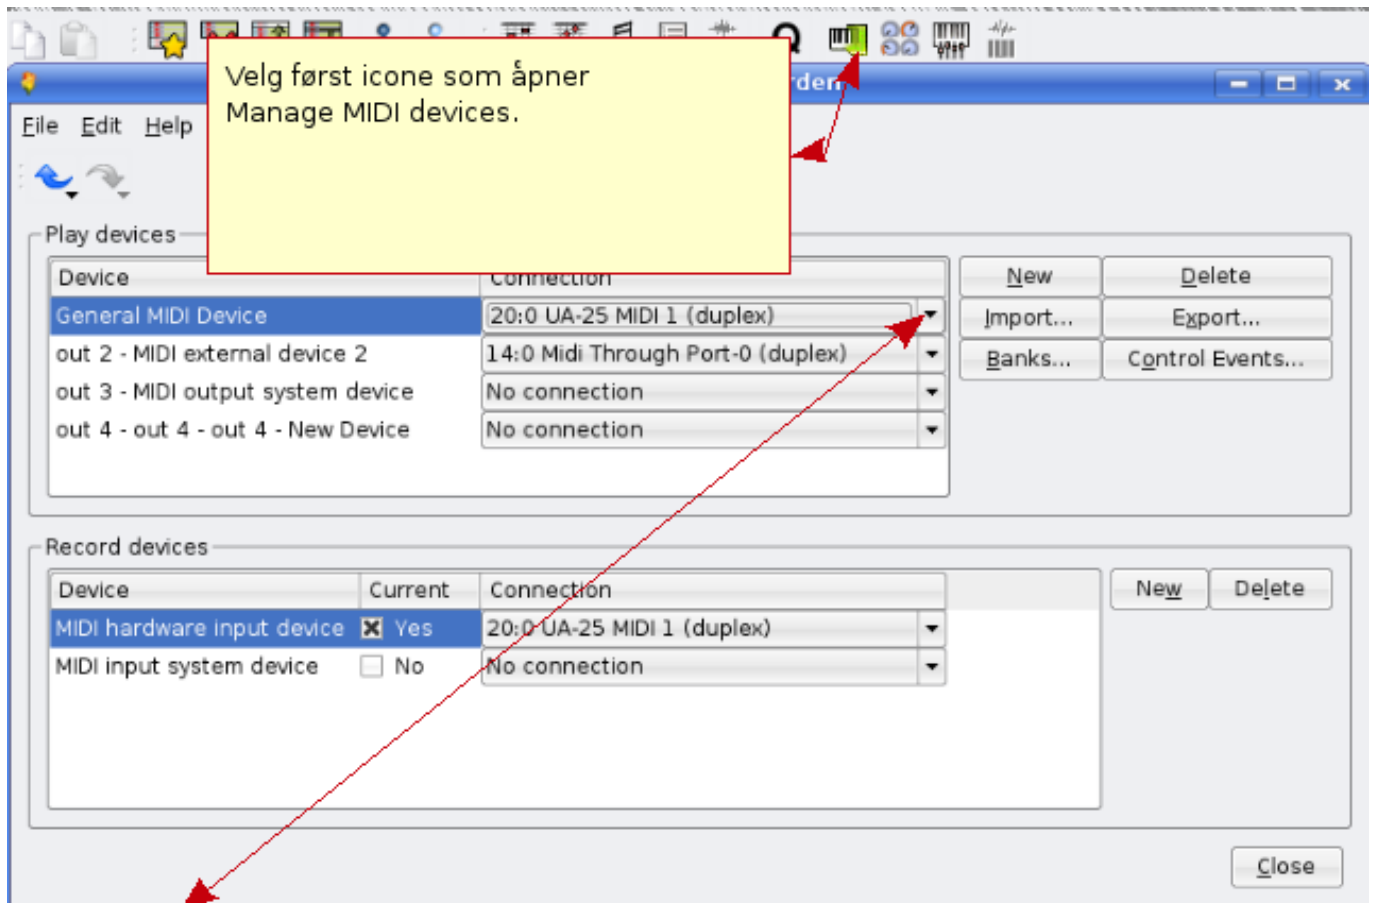 Velg først icone som åpner
Manage MIDI devices.
File Edit Help
Play devices
Device Connection
New Delete
General MIDI Device 20:0 UA-25 MIDI 1 (duplex)
Import... Export...
out 2 - MIDI external device 2 14:0 Midi Through Port-0 (duplex)
Banks... Control Events...
out 3 - MIDI output system device No connection
out 4 - out 4 - out 4 - New Device No connection
Record devices
Device Current Connection
New Delete
MIDI hardware input device Yes 20:0 UA-25 MIDI 1 (duplex)
MIDI input system device No No connection
Close